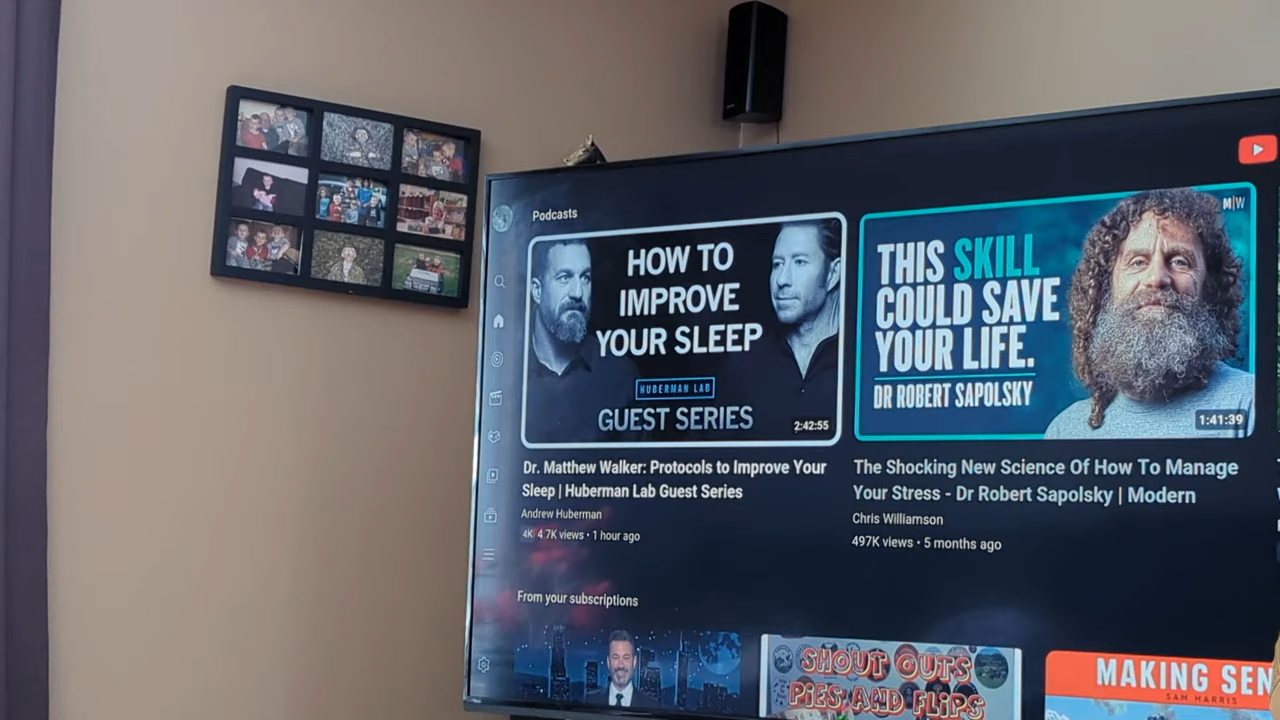 Podcasts
HOW TO
IMPROVE
YOUR SLEEP
HUBERMAN LAB
GUEST SERIES
2:42:55
Dr. Matthew Walker: Protocols to Improve Your
Sleep | Huberman Lab Guest Series
Andrew Huberman
4K 4.7K views • 1 hour ago
M|W
THIS SKILL
COULD SAVE
YOUR LIFE.
DR ROBERT SAPOLSKY
1:41:39
The Shocking New Science Of How To Manage
Your Stress - Dr Robert Sapolsky | Modern
Chris Williamson
497K views • 5 months ago
From your subscriptions
SHOUT OUTS
PIES AND FLIPS
MAKING SEN
SAM HARRIS